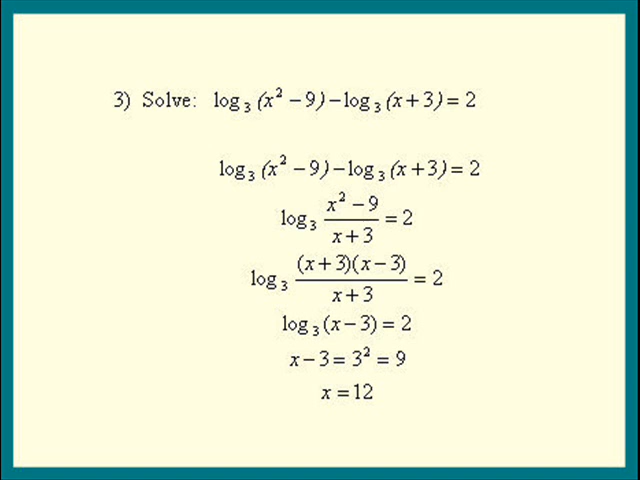 3) Solve: log₃(x² − 9) − log₃(x + 3) = 2
log₃(x² − 9) − log₃(x + 3) = 2
log₃ (x² − 9)/(x + 3) = 2
log₃ ((x + 3)(x − 3))/(x + 3) = 2
log₃(x − 3) = 2
x − 3 = 3² = 9
x = 12